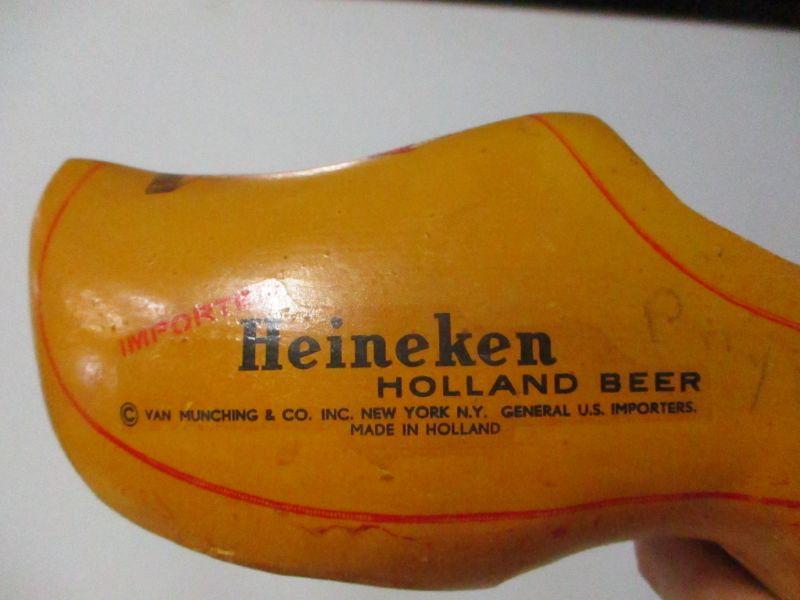 IMPORTE
Heineken
HOLLAND BEER
© VAN MUNCHING & CO. INC. NEW YORK N.Y. GENERAL U.S. IMPORTERS.
MADE IN HOLLAND